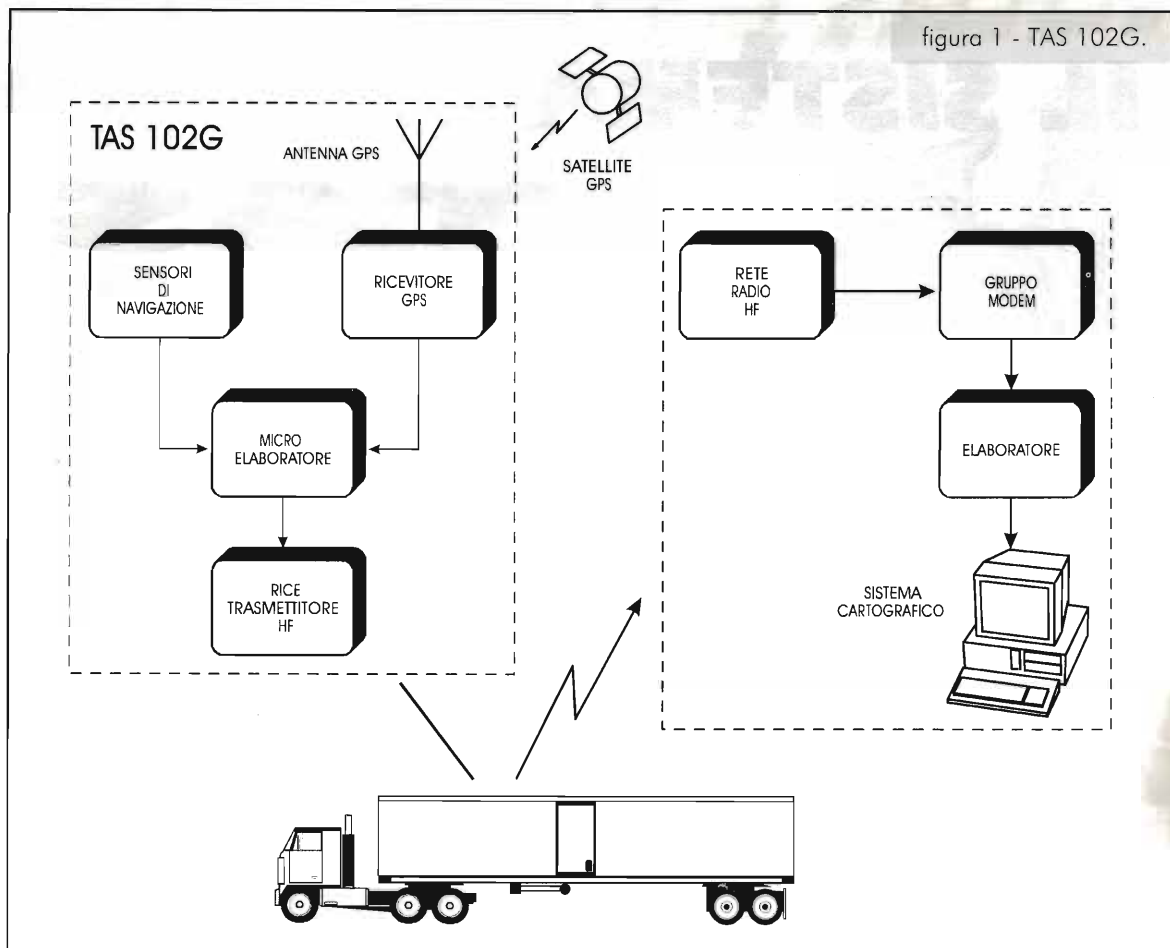 figura 1 - TAS 102G.
TAS 102G
ANTENNA GPS
SATELLITE
GPS
SENSORI
DI
NAVIGAZIONE
RICEVITORE
GPS
MICRO
ELABORATORE
RICE
TRASMETTITORE
HF
RETE
RADIO
HF
GRUPPO
MODEM
ELABORATORE
SISTEMA
CARTOGRAFICO